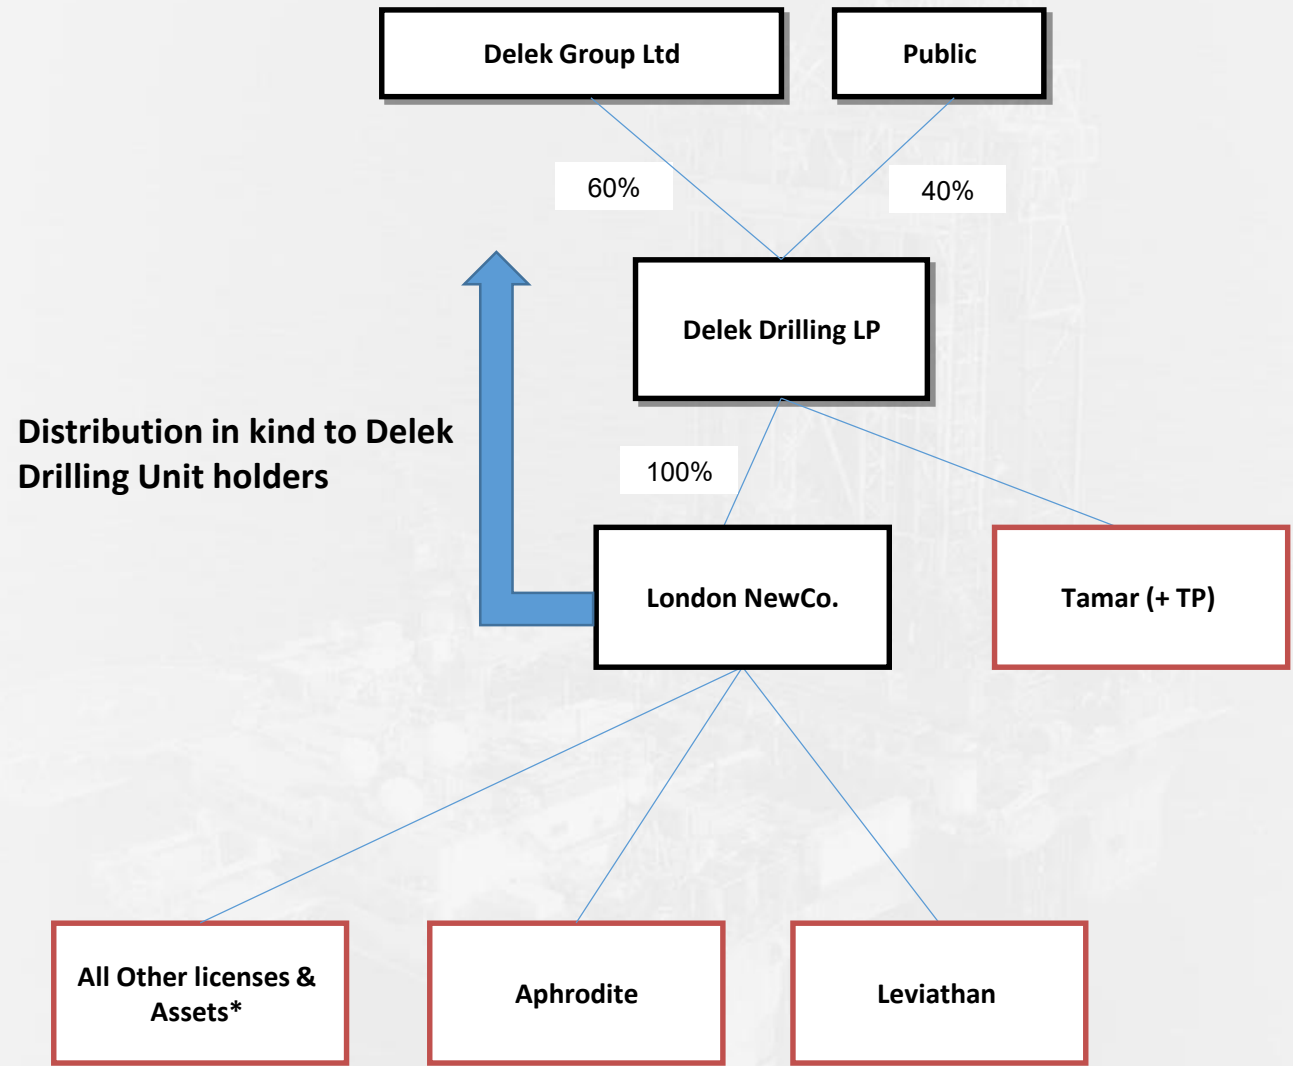 Delek Group Ltd
Public
60%
40%
Delek Drilling LP
Distribution in kind to Delek
Drilling Unit holders
100%
London NewCo.
Tamar (+ TP)
All Other licenses &
Assets*
Aphrodite
Leviathan